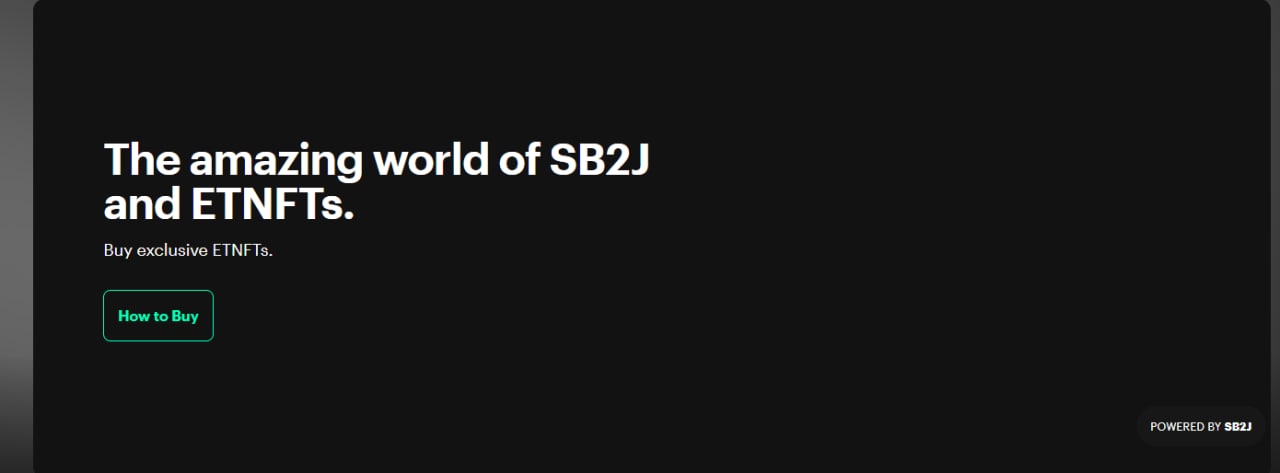 The amazing world of SB2J
and ETNFTs.
Buy exclusive ETNFTs.
How to Buy
POWERED BY SB2J